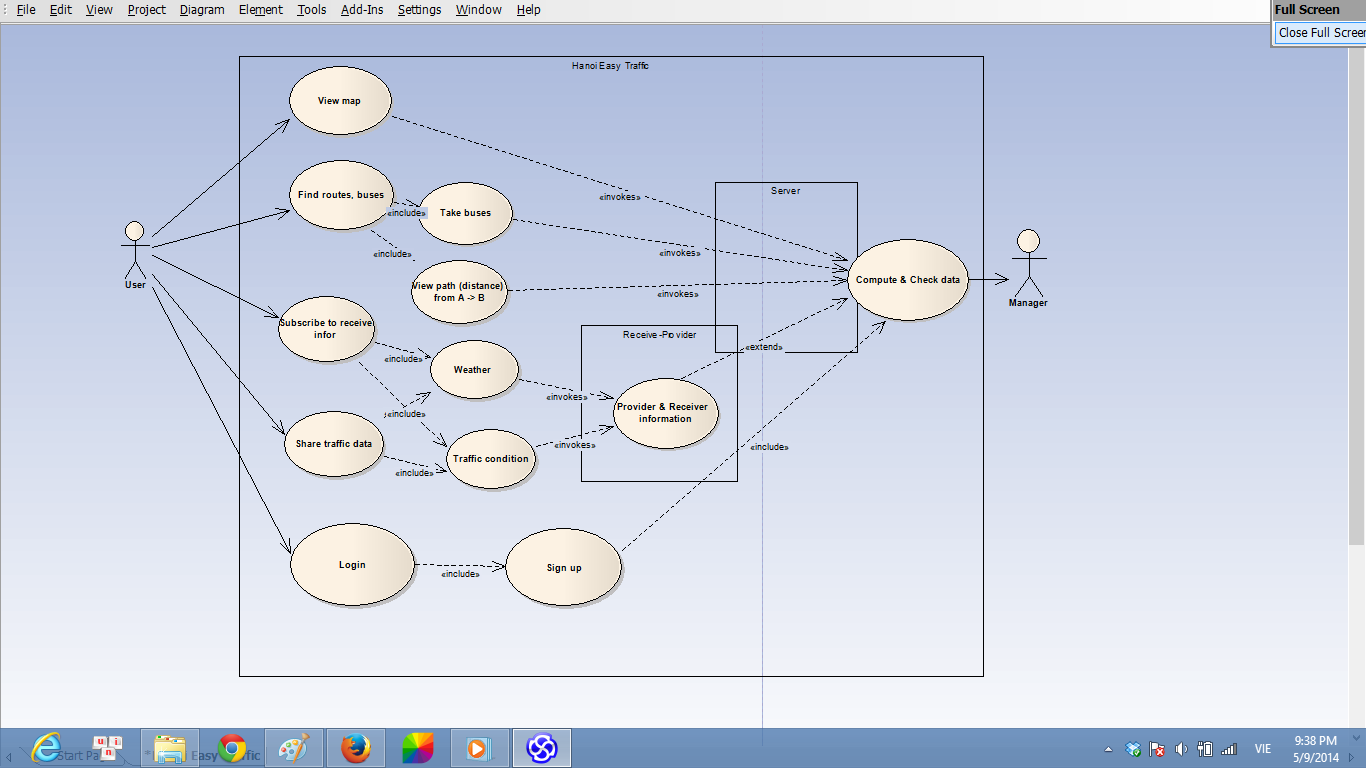 File Edit View Project Diagram Element Tools Add-Ins Settings Window Help
Full Screen
Close Full Screen
Hanoi Easy Traffic
View map
Find routes, buses
«include»
Take buses
«include»
«invokes»
Server
«invokes»
User
View path (distance)
from A -> B
«invokes»
Compute & Check data
Manager
Subscribe to receive
infor
«include»
Weather
Receive-Provider
«extend»
«invokes»
Provider & Receiver
information
«include»
Share traffic data
«include»
Traffic condition
«invokes»
«include»
Login
«include»
Sign up
Start Pa
Easy
fic
VIE
9:38 PM
5/9/2014